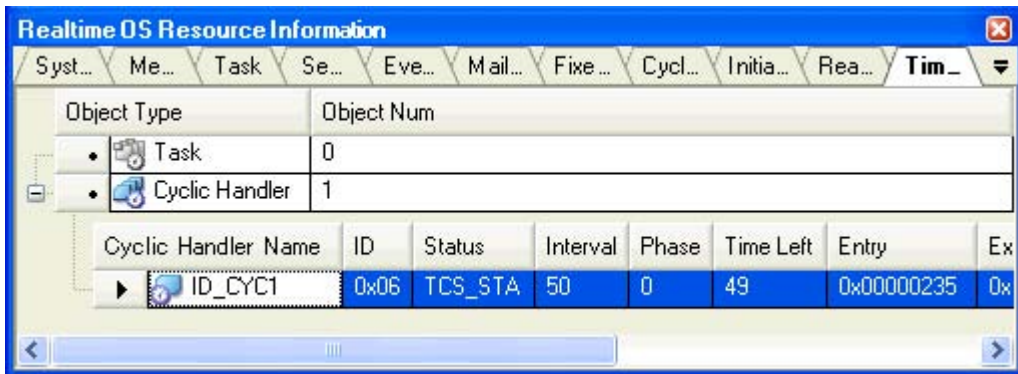 Realtime OS Resource Information
Syst... Me... Task Se... Eve... Mail... Fixe... Cycl... Initia... Rea... Tim...
Object Type Object Num
Task 0
Cyclic Handler 1
Cyclic Handler Name ID Status Interval Phase Time Left Entry Ex
ID_CYC1 0x06 TCS_STA 50 0 49 0x00000235 0x